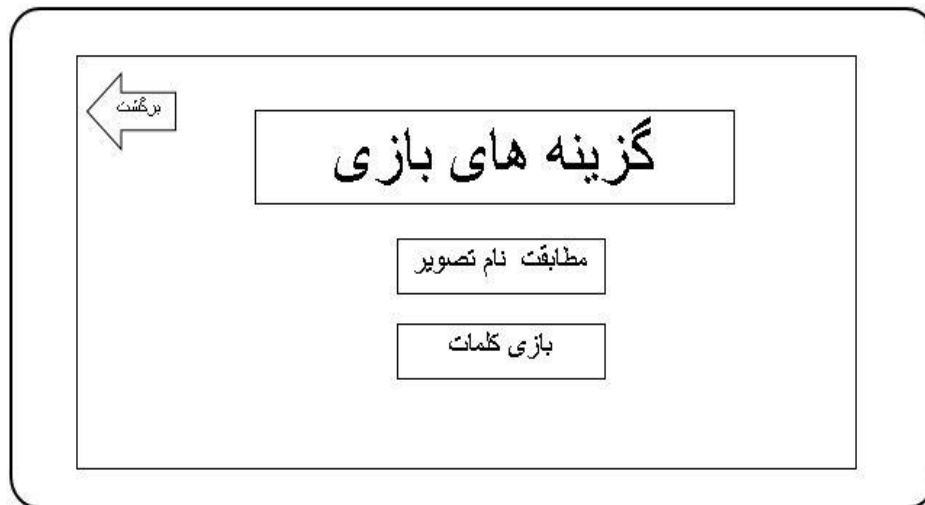 برگشت
گزینه های بازی
مطابقت نام تصویر
بازی کلمات